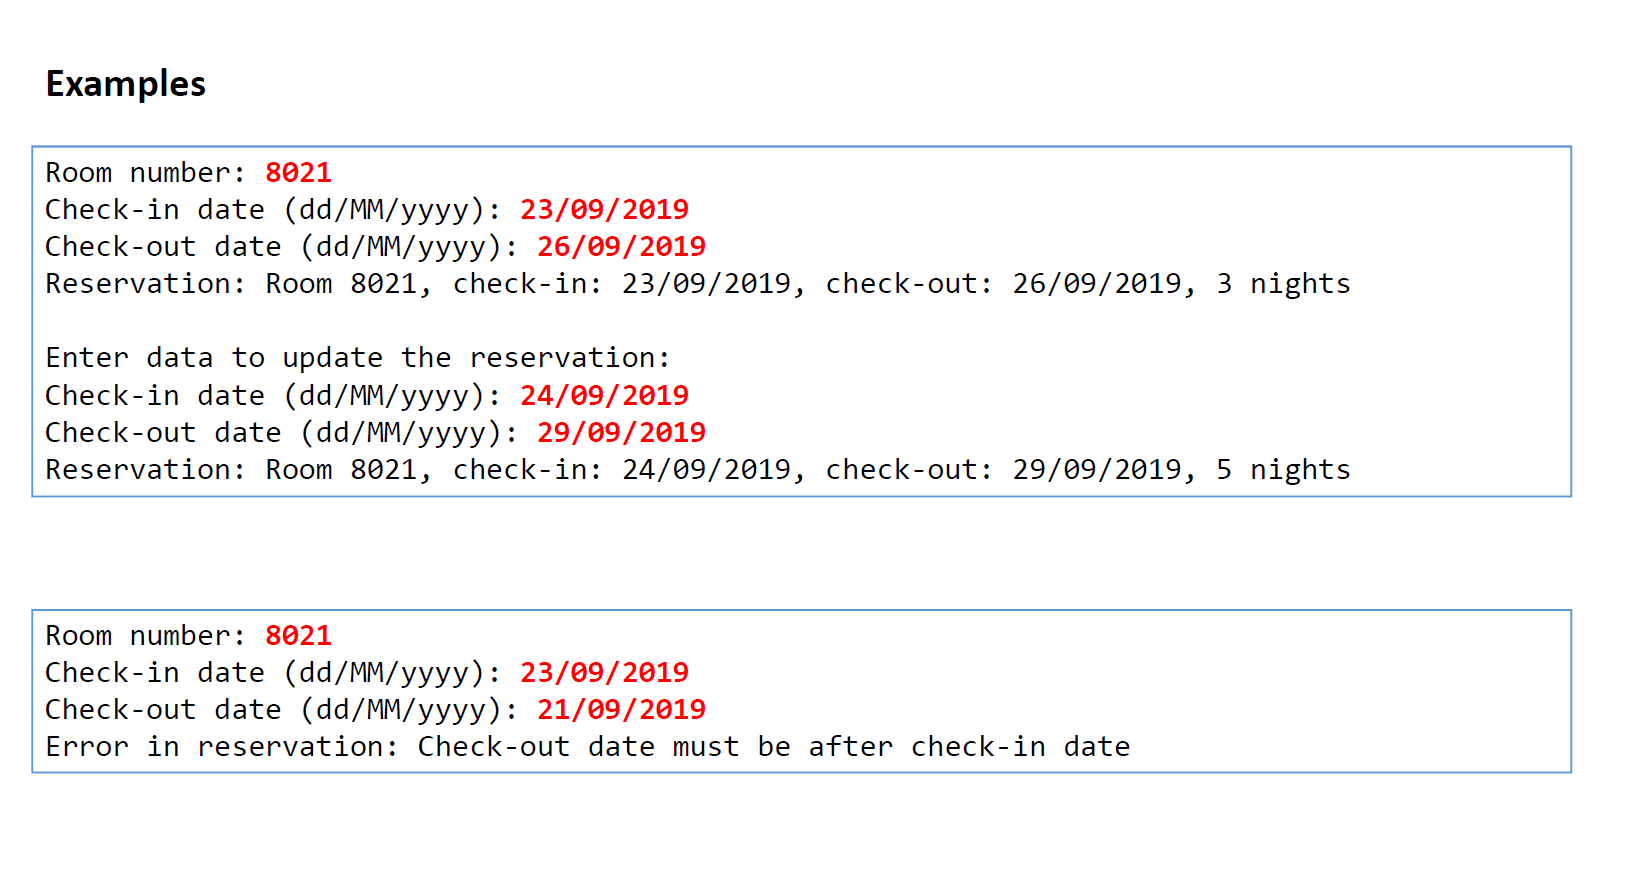 Examples
Room number: 8021
Check-in date (dd/MM/yyyy): 23/09/2019
Check-out date (dd/MM/yyyy): 26/09/2019
Reservation: Room 8021, check-in: 23/09/2019, check-out: 26/09/2019, 3 nights
Enter data to update the reservation:
Check-in date (dd/MM/yyyy): 24/09/2019
Check-out date (dd/MM/yyyy): 29/09/2019
Reservation: Room 8021, check-in: 24/09/2019, check-out: 29/09/2019, 5 nights
Room number: 8021
Check-in date (dd/MM/yyyy): 23/09/2019
Check-out date (dd/MM/yyyy): 21/09/2019
Error in reservation: Check-out date must be after check-in date